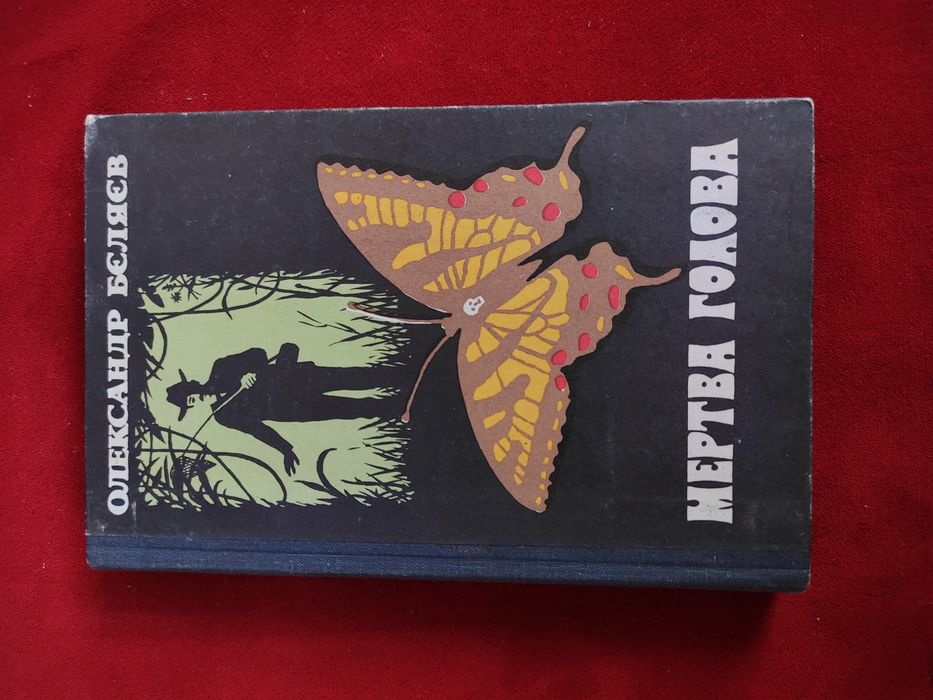 ОЛЕКСАНДР БЕЛЯЄВ
МЕРТВА ГОЛОВА